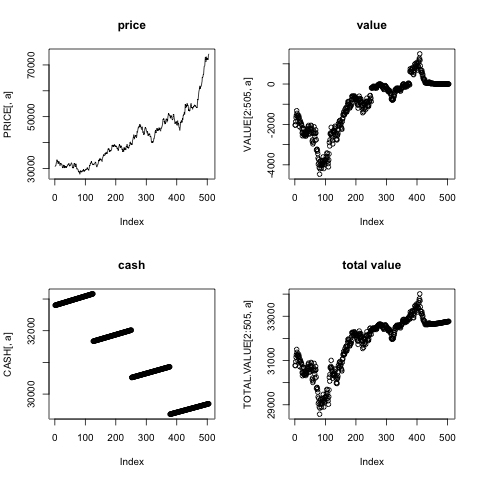 price
PRICE[, a]
30000 50000 70000
0 100 200 300 400 500
Index
value
VALUE[2:505, a]
-4000 -2000 0
0 100 200 300 400 500
Index
cash
CASH[, a]
30000 32000
0 100 200 300 400 500
Index
total value
TOTAL.VALUE[2:505, a]
29000 31000 33000
0 100 200 300 400 500
Index